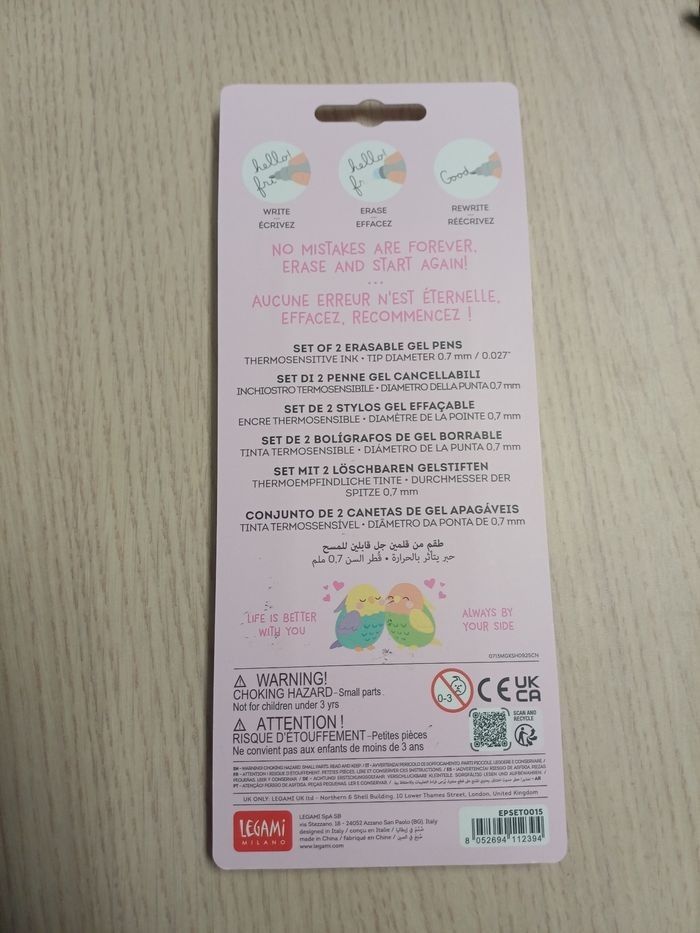 hello!
fri
hello!
fr
Good
WRITE
...
ÉCRIVEZ
ERASE
...
EFFACEZ
REWRITE
...
RÉÉCRIVEZ
NO MISTAKES ARE FOREVER,
ERASE AND START AGAIN!
...
AUCUNE ERREUR N'EST ÉTERNELLE,
EFFACEZ, RECOMMENCEZ !
SET OF 2 ERASABLE GEL PENS
THERMOSENSITIVE INK • TIP DIAMETER 0.7 mm / 0.027"
SET DI 2 PENNE GEL CANCELLABILI
INCHIOSTRO TERMOSENSIBILE • DIAMETRO DELLA PUNTA 0,7 mm
SET DE 2 STYLOS GEL EFFAÇABLE
ENCRE THERMOSENSIBLE • DIAMÈTRE DE LA POINTE 0,7 mm
SET DE 2 BOLÍGRAFOS DE GEL BORRABLE
TINTA TERMOSENSIBLE • DIÁMETRO DE LA PUNTA 0,7 mm
SET MIT 2 LÖSCHBAREN GELSTIFTEN
THERMOEMPFINDLICHE TINTE • DURCHMESSER DER
SPITZE 0,7 mm
CONJUNTO DE 2 CANETAS DE GEL APAGÁVEIS
TINTA TERMOSSENSÍVEL • DIÂMETRO DA PONTA DE 0,7 mm
طقم من قلمين جل قابلين للمسح
حبر يتأثر بالحرارة • قُطر السن 0,7 ملم
LIFE IS BETTER
WITH YOU
ALWAYS BY
YOUR SIDE
0713MGKSH0925CN
WARNING!
CHOKING HAZARD-Small parts.
Not for children under 3 yrs
0-3
CE
UK
CA
ATTENTION !
RISQUE D'ÉTOUFFEMENT-Petites pièces
Ne convient pas aux enfants de moins de 3 ans
SCAN AND
RECYCLE
UK ONLY: LEGAMI UK ltd - Northern & Shell Building, 10 Lower Thames Street, London, United Kingdom
LEGAMI
MILANO
LEGAMI SpA SB
via Stezzano, 18 - 24052 Azzano San Paolo (BG), Italy
designed in Italy / conçu en Italie / صُمّم في إيطاليا
made in China / Fabriqué en Chine / صُنع في الصين
www.legami.com
EPSET0015
8 052694 112394